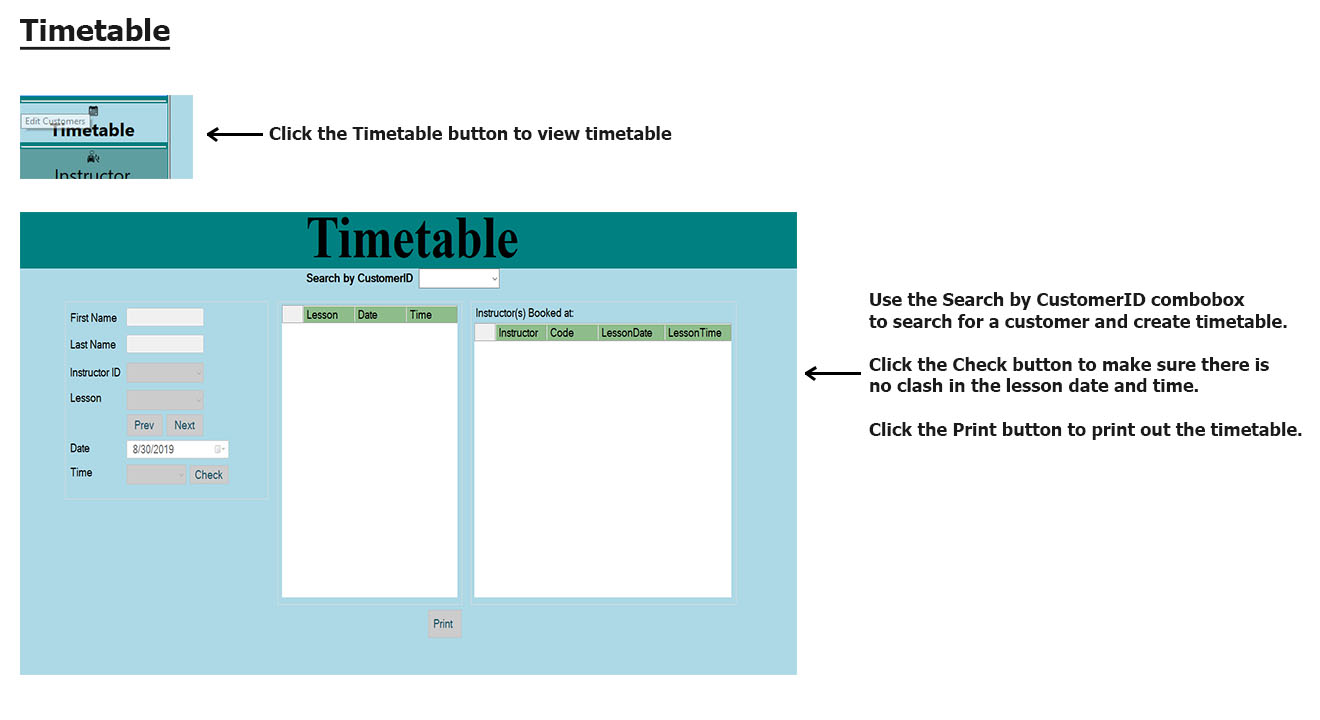 Timetable
Edit Customers
Timetable
Instructor
Click the Timetable button to view timetable
Timetable
Search by CustomerID
First Name
Last Name
Instructor ID
Lesson
Prev Next
Date 8/30/2019
Time Check
Lesson Date Time
Instructor(s) Booked at:
Instructor Code LessonDate LessonTime
Print
Use the Search by CustomerID combobox
to search for a customer and create timetable.
Click the Check button to make sure there is
no clash in the lesson date and time.
Click the Print button to print out the timetable.